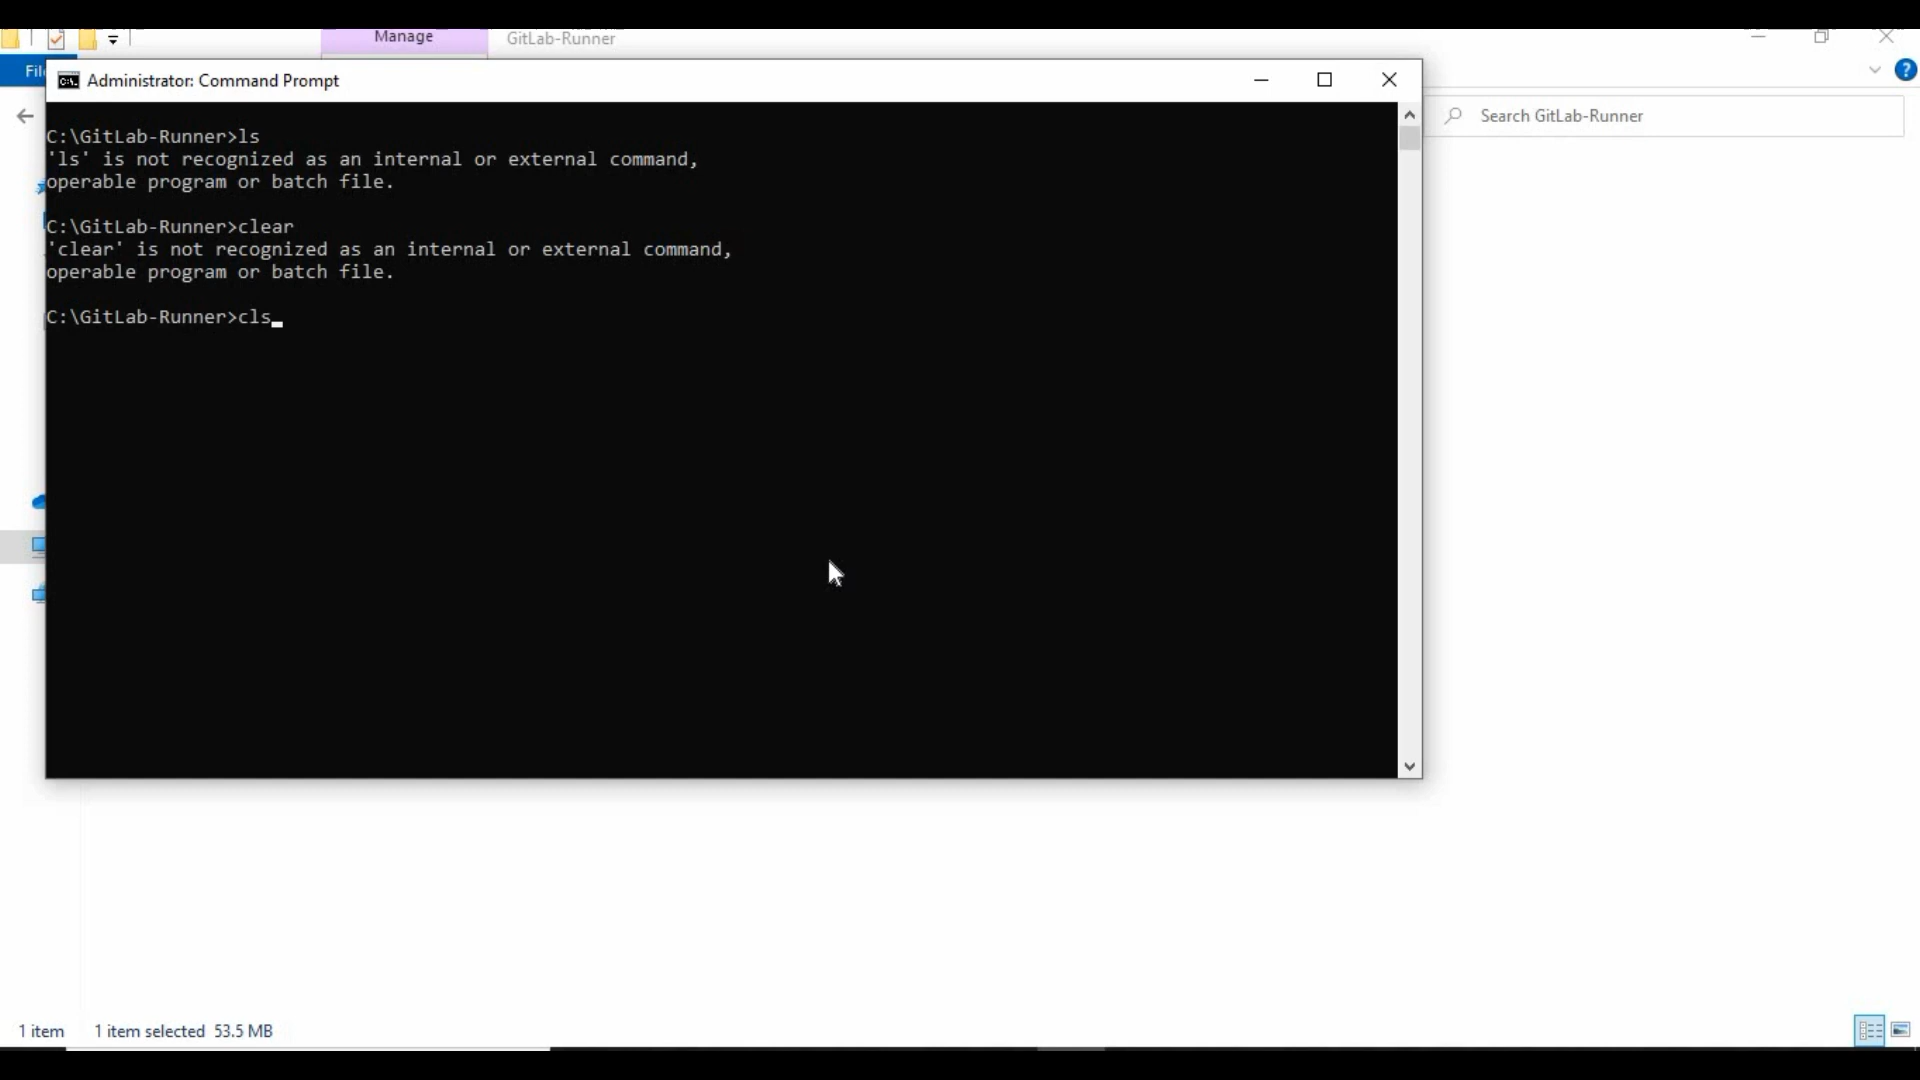 Manage
GitLab-Runner
Administrator: Command Prompt
Search GitLab-Runner
C:\GitLab-Runner>ls
'ls' is not recognized as an internal or external command,
operable program or batch file.
C:\GitLab-Runner>clear
'clear' is not recognized as an internal or external command,
operable program or batch file.
C:\GitLab-Runner>cls
1 item
1 item selected 53.5 MB